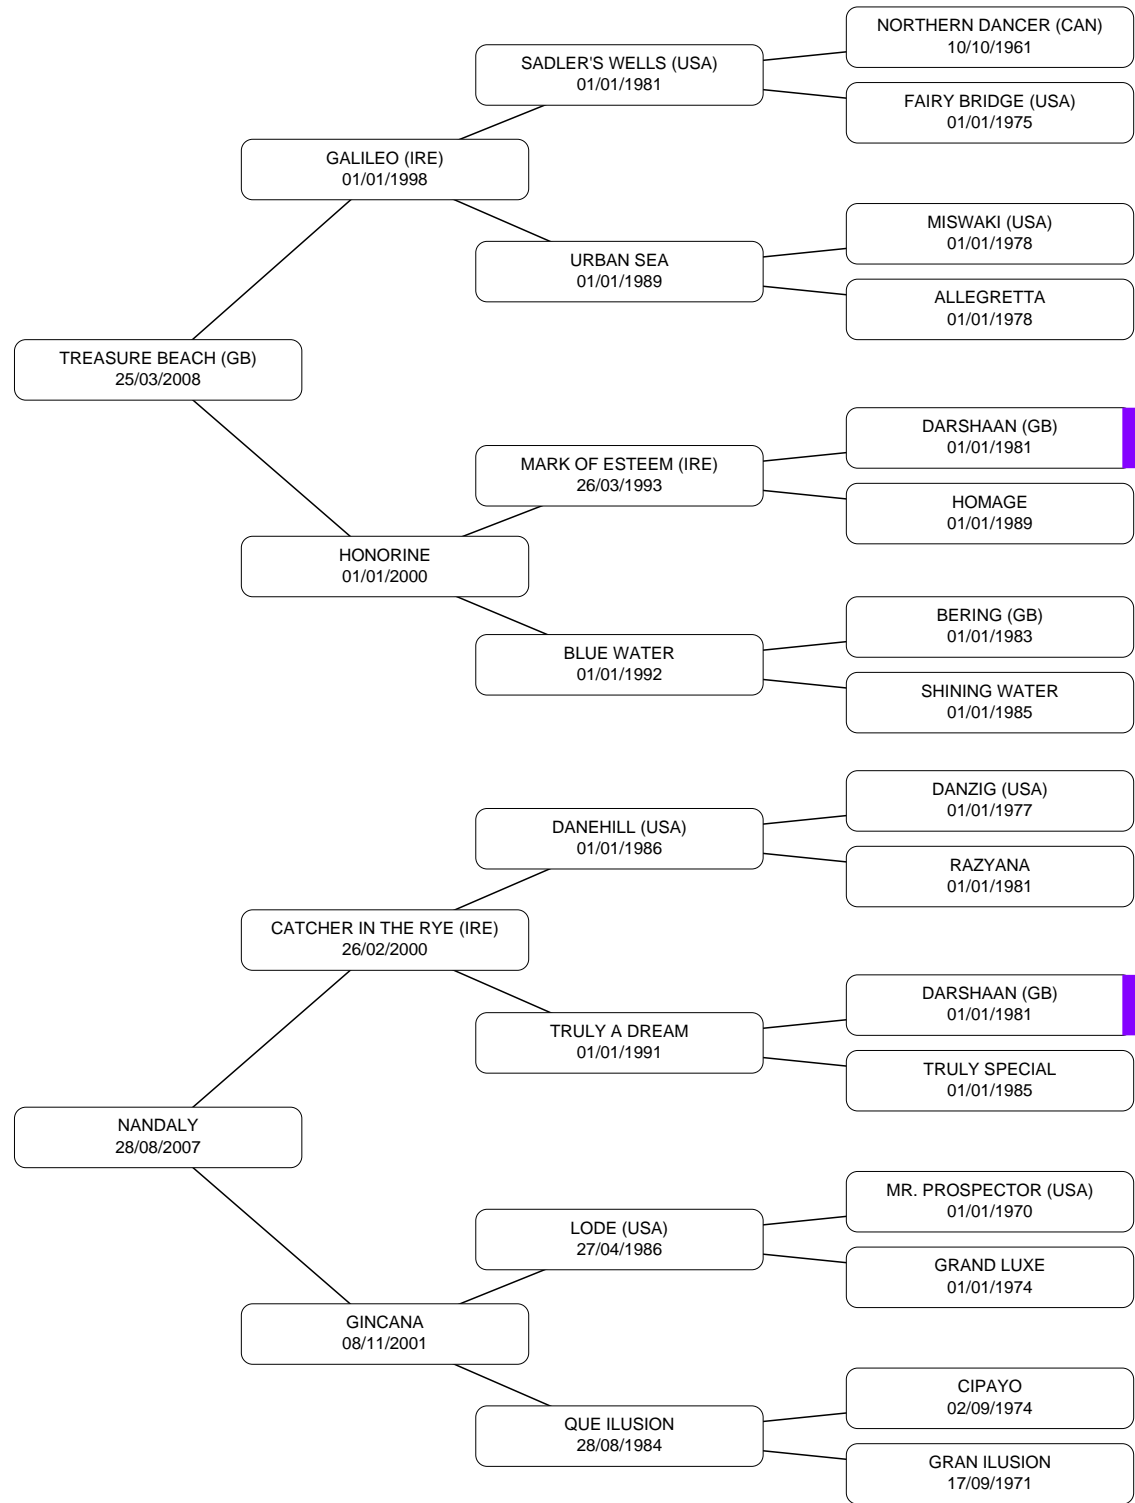 NORTHERN DANCER (CAN)
10/10/1961
SADLER'S WELLS (USA)
01/01/1981
FAIRY BRIDGE (USA)
01/01/1975
GALILEO (IRE)
01/01/1998
MISWAKI (USA)
01/01/1978
URBAN SEA
01/01/1989
ALLEGRETTA
01/01/1978
TREASURE BEACH (GB)
25/03/2008
DARSHAAN (GB)
01/01/1981
MARK OF ESTEEM (IRE)
26/03/1993
HOMAGE
01/01/1989
HONORINE
01/01/2000
BERING (GB)
01/01/1983
BLUE WATER
01/01/1992
SHINING WATER
01/01/1985
DANZIG (USA)
01/01/1977
DANEHILL (USA)
01/01/1986
RAZYANA
01/01/1981
CATCHER IN THE RYE (IRE)
26/02/2000
DARSHAAN (GB)
01/01/1981
TRULY A DREAM
01/01/1991
TRULY SPECIAL
01/01/1985
NANDALY
28/08/2007
MR. PROSPECTOR (USA)
01/01/1970
LODE (USA)
27/04/1986
GRAND LUXE
01/01/1974
GINCANA
08/11/2001
CIPAYO
02/09/1974
QUE ILUSION
28/08/1984
GRAN ILUSION
17/09/1971